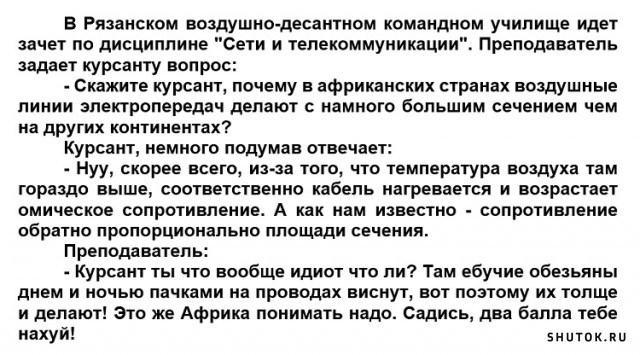 В Рязанском воздушно-десантном командном училище идет
зачет по дисциплине "Сети и телекоммуникации". Преподаватель
задает курсанту вопрос:
- Скажите курсант, почему в африканских странах воздушные
линии электропередач делают с намного большим сечением чем
на других континентах?
Курсант, немного подумав отвечает:
- Нуу, скорее всего, из-за того, что температура воздуха там
гораздо выше, соответственно кабель нагревается и возрастает
омическое сопротивление. А как нам известно - сопротивление
обратно пропорционально площади сечения.
Преподаватель:
- Курсант ты что вообще идиот что ли? Там ебучие обезьяны
днем и ночью пачками на проводах виснут, вот поэтому их толще
и делают! Это же Африка понимать надо. Садись, два балла тебе
нахуй!
SHUTOK.RU